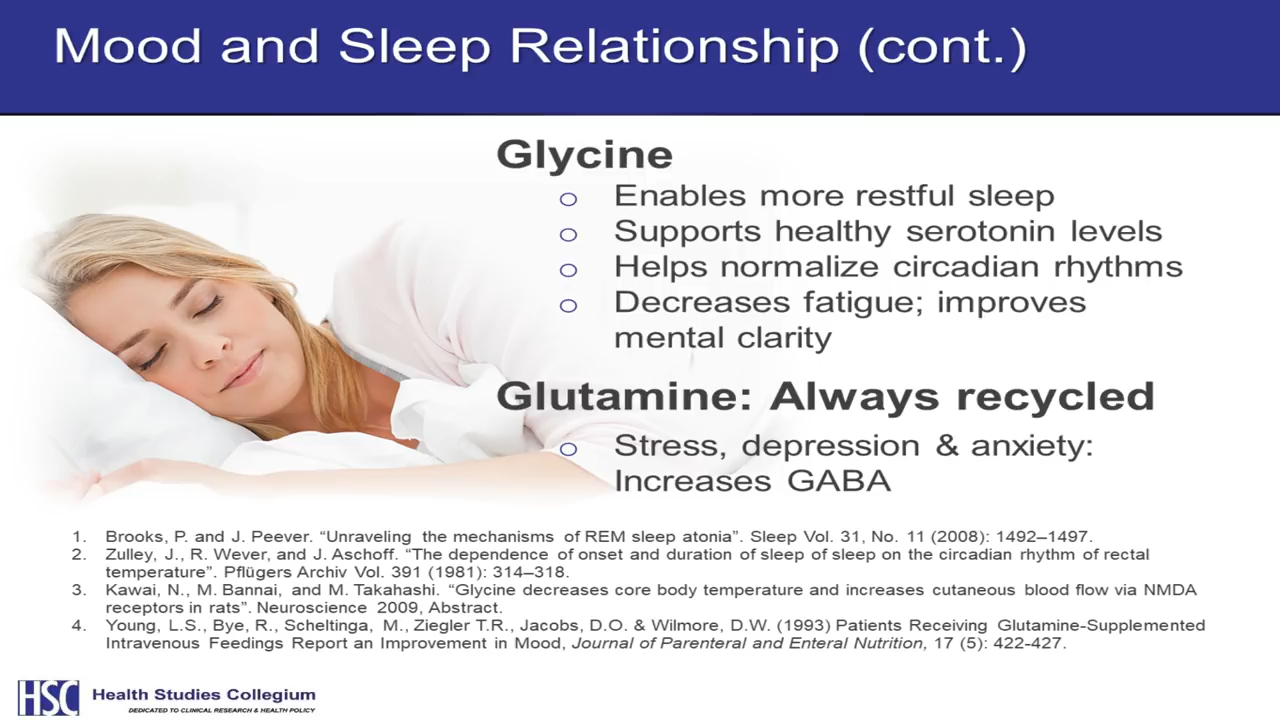 Mood and Sleep Relationship (cont.)
Glycine
o Enables more restful sleep
o Supports healthy serotonin levels
o Helps normalize circadian rhythms
o Decreases fatigue; improves
mental clarity
Glutamine: Always recycled
o Stress, depression & anxiety:
Increases GABA
1. Brooks, P. and J. Peever. “Unraveling the mechanisms of REM sleep atonia”. Sleep Vol. 31, No. 11 (2008): 1492–1497.
2. Zulley, J., R. Wever, and J. Aschoff. “The dependence of onset and duration of sleep of sleep on the circadian rhythm of rectal
temperature”. Pflügers Archiv Vol. 391 (1981): 314–318.
3. Kawai, N., M. Bannai, and M. Takahashi. “Glycine decreases core body temperature and increases cutaneous blood flow via NMDA
receptors in rats”. Neuroscience 2009, Abstract.
4. Young, L.S., Bye, R., Scheltinga, M., Ziegler T.R., Jacobs, D.O. & Wilmore, D.W. (1993) Patients Receiving Glutamine-Supplemented
Intravenous Feedings Report an Improvement in Mood, Journal of Parenteral and Enteral Nutrition, 17 (5): 422-427.
HSC Health Studies Collegium
DEDICATED TO CLINICAL RESEARCH & HEALTH POLICY